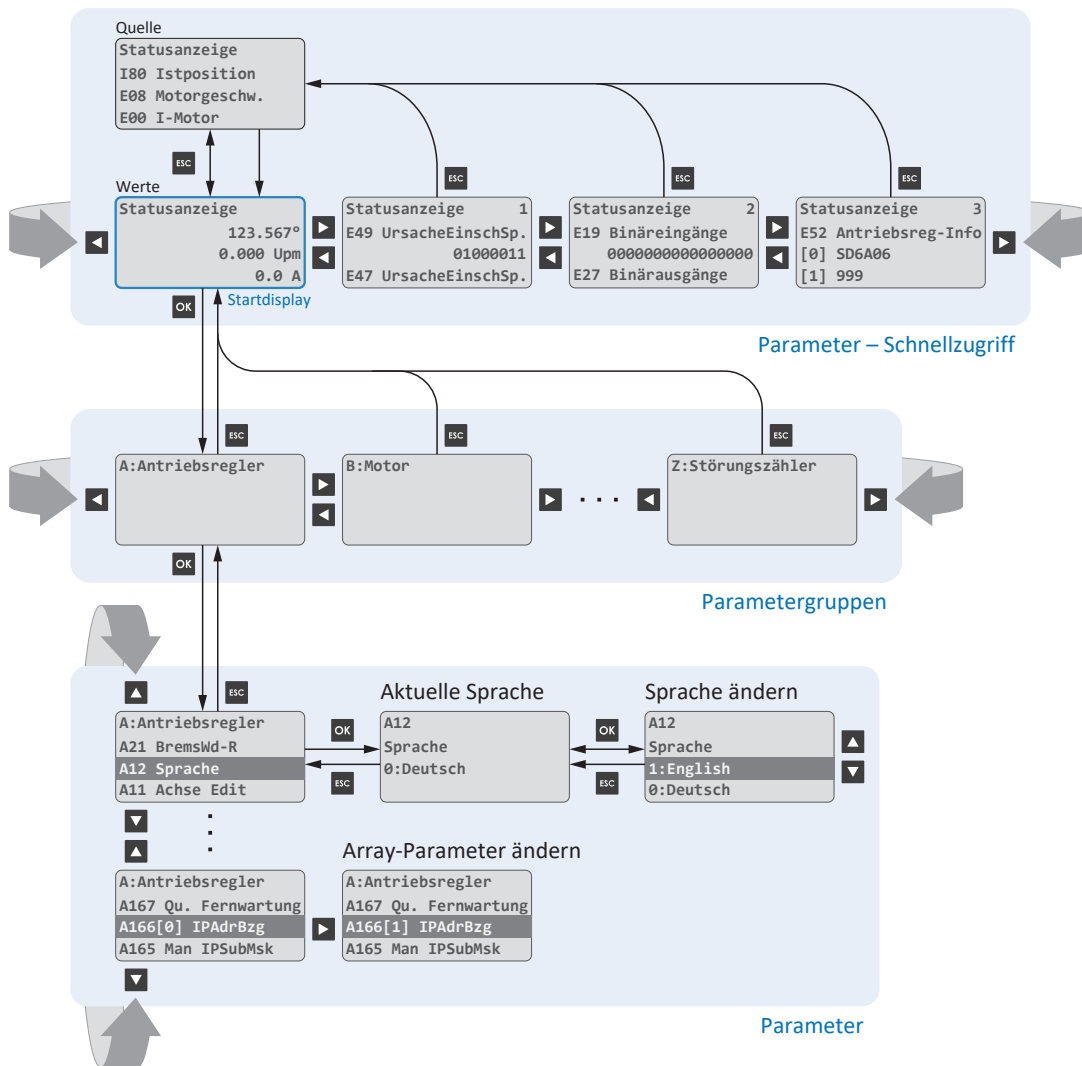 Quelle
Statusanzeige
I80 Istposition
E08 Motorgeschw.
E00 I-Motor
ESC
ESC
ESC
ESC
Werte
Statusanzeige
123.567°
0.000 Upm
0.0 A
Statusanzeige 1
E49 UrsacheEinschSp.
01000011
E47 UrsacheEinschSp.
Statusanzeige 2
E19 Binäreingänge
0000000000000000
E27 Binärausgänge
Statusanzeige 3
E52 Antriebsreg-Info
[0] SD6A06
[1] 999
OK
Startdisplay
Parameter – Schnellzugriff
ESC
ESC
ESC
A:Antriebsregler
B:Motor
. . .
Z:Störungszähler
OK
Parametergruppen
ESC
Aktuelle Sprache
Sprache ändern
A:Antriebsregler
A21 BremsWd-R
A12 Sprache
A11 Achse Edit
OK
ESC
A12
Sprache
0:Deutsch
OK
ESC
A12
Sprache
1:English
0:Deutsch
Array-Parameter ändern
A:Antriebsregler
A167 Qu. Fernwartung
A166[0] IPAdrBzg
A165 Man IPSubMsk
A:Antriebsregler
A167 Qu. Fernwartung
A166[1] IPAdrBzg
A165 Man IPSubMsk
Parameter